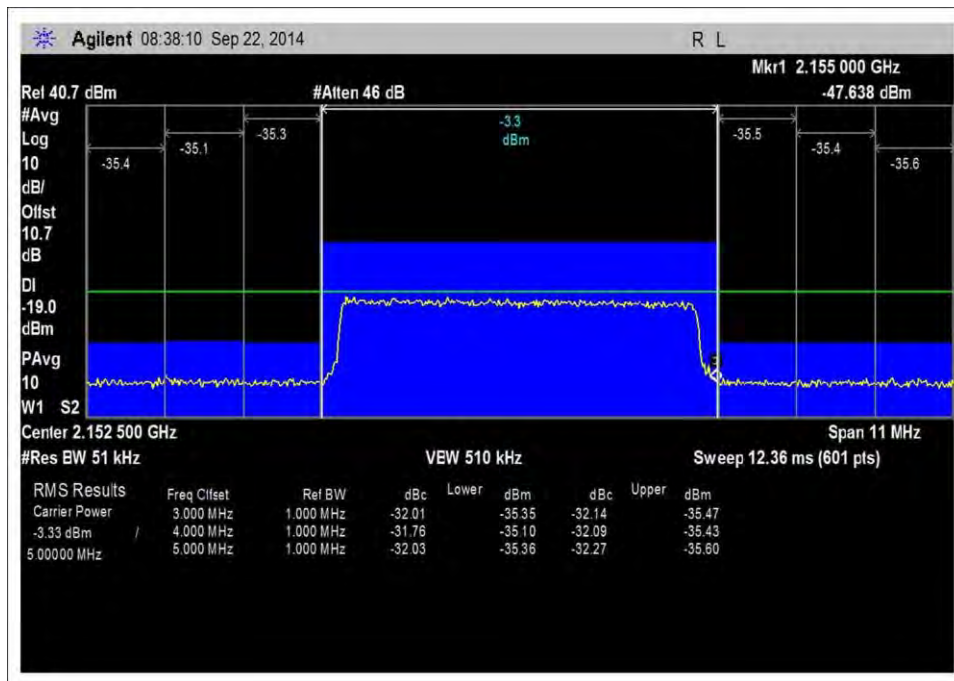 Agilent 08:38:10 Sep 22, 2014 R L
Mkr1 2.155 000 GHz
Rel 40.7 dBm #Atten 46 dB -47.638 dBm
#Avg
Log
10
dB/
Offst
10.7
dB
DI
-19.0
dBm
PAvg
10
W1 S2
-35.4
-35.1
-35.3
-3.3
dBm
-35.5
-35.4
-35.6
Center 2.152 500 GHz Span 11 MHz
#Res BW 51 kHz VEW 510 kHz Sweep 12.36 ms (601 pts)
RMS Results Freq Clfset Ref BW dBc Lower dBm dBc Upper dBm
Carrier Power 3.000 MHz 1.000 MHz -32.01 -35.35 -32.14 -35.47
-3.33 dBm / 4.000 MHz 1.000 MHz -31.76 -35.10 -32.09 -35.43
5.00000 MHz 5.000 MHz 1.000 MHz -32.03 -35.36 -32.27 -35.60